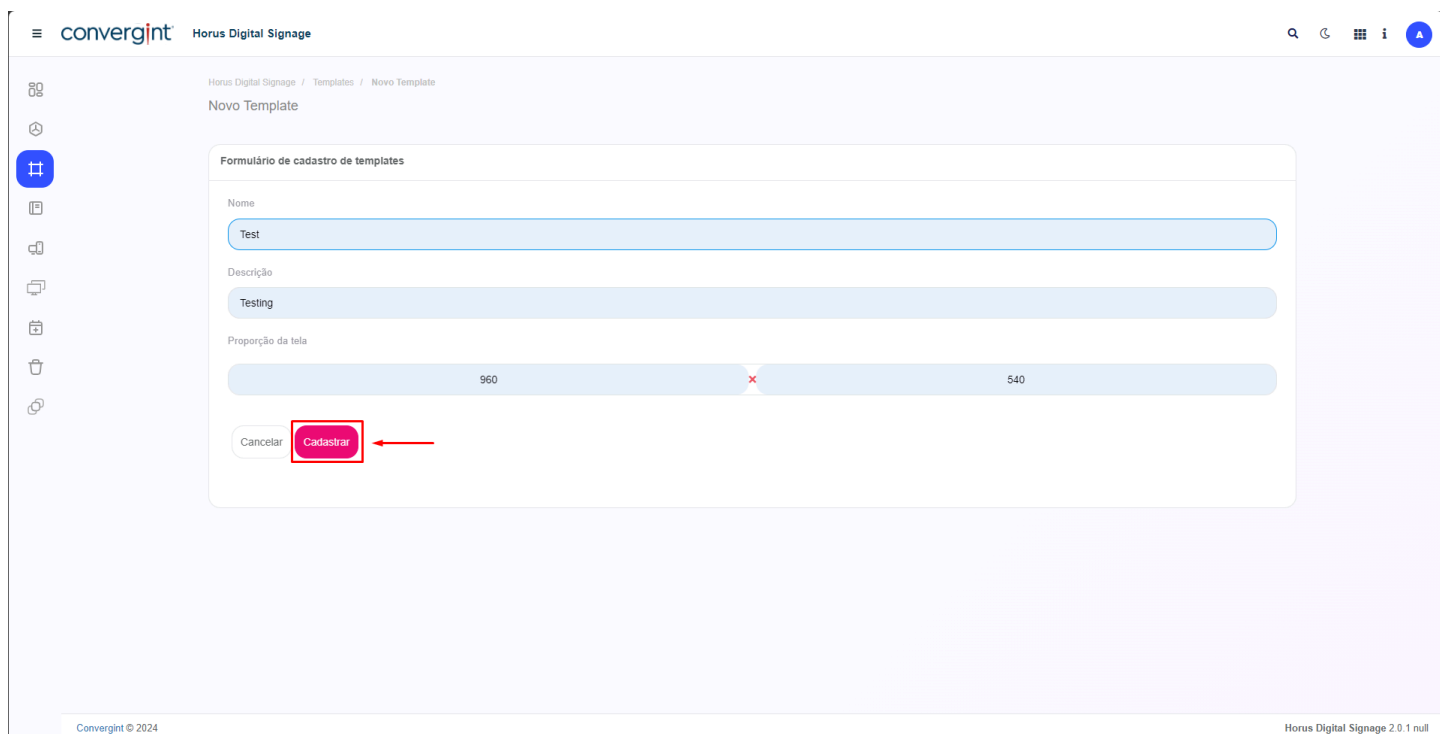 convergint Horus Digital Signage
A
Horus Digital Signage / Templates / Novo Template
Novo Template
Formulário de cadastro de templates
Nome
Test
Descrição
Testing
Proporção da tela
960 × 540
Cancelar Cadastrar
Convergint © 2024 Horus Digital Signage 2.0.1 null